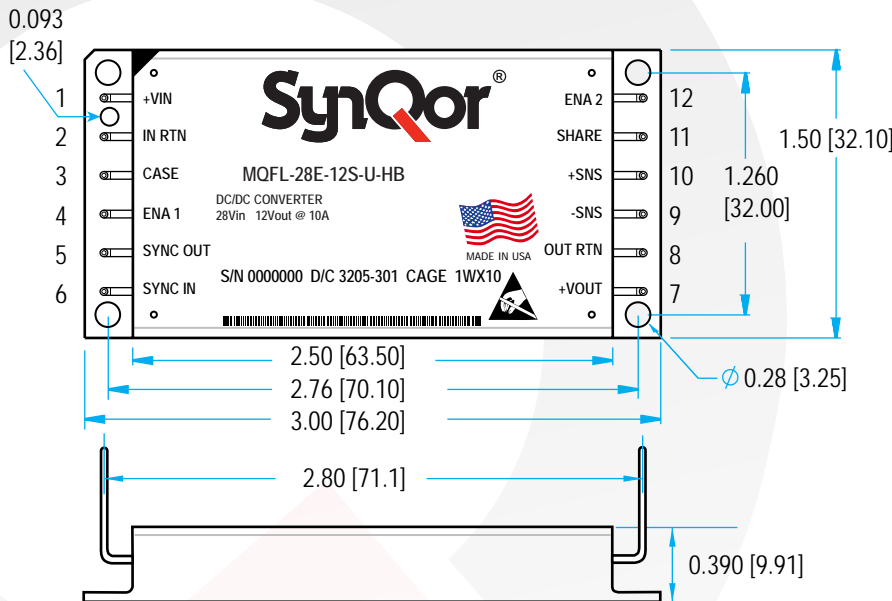 0.093
[2.36]
SynQor®
1
+VIN
ENA 2
12
2
IN RTN
SHARE
11
1.50 [32.10]
3
CASE
MQFL-28E-12S-U-HB
+SNS
10
1.260
[32.00]
4
ENA 1
DC/DC CONVERTER
28Vin 12Vout @ 10A
-SNS
9
5
SYNC OUT
MADE IN USA
OUT RTN
8
6
SYNC IN
S/N 0000000 D/C 3205-301 CAGE 1WX10
+VOUT
7
2.50 [63.50]
2.76 [70.10]
Ø 0.28 [3.25]
3.00 [76.20]
2.80 [71.1]
0.390 [9.91]